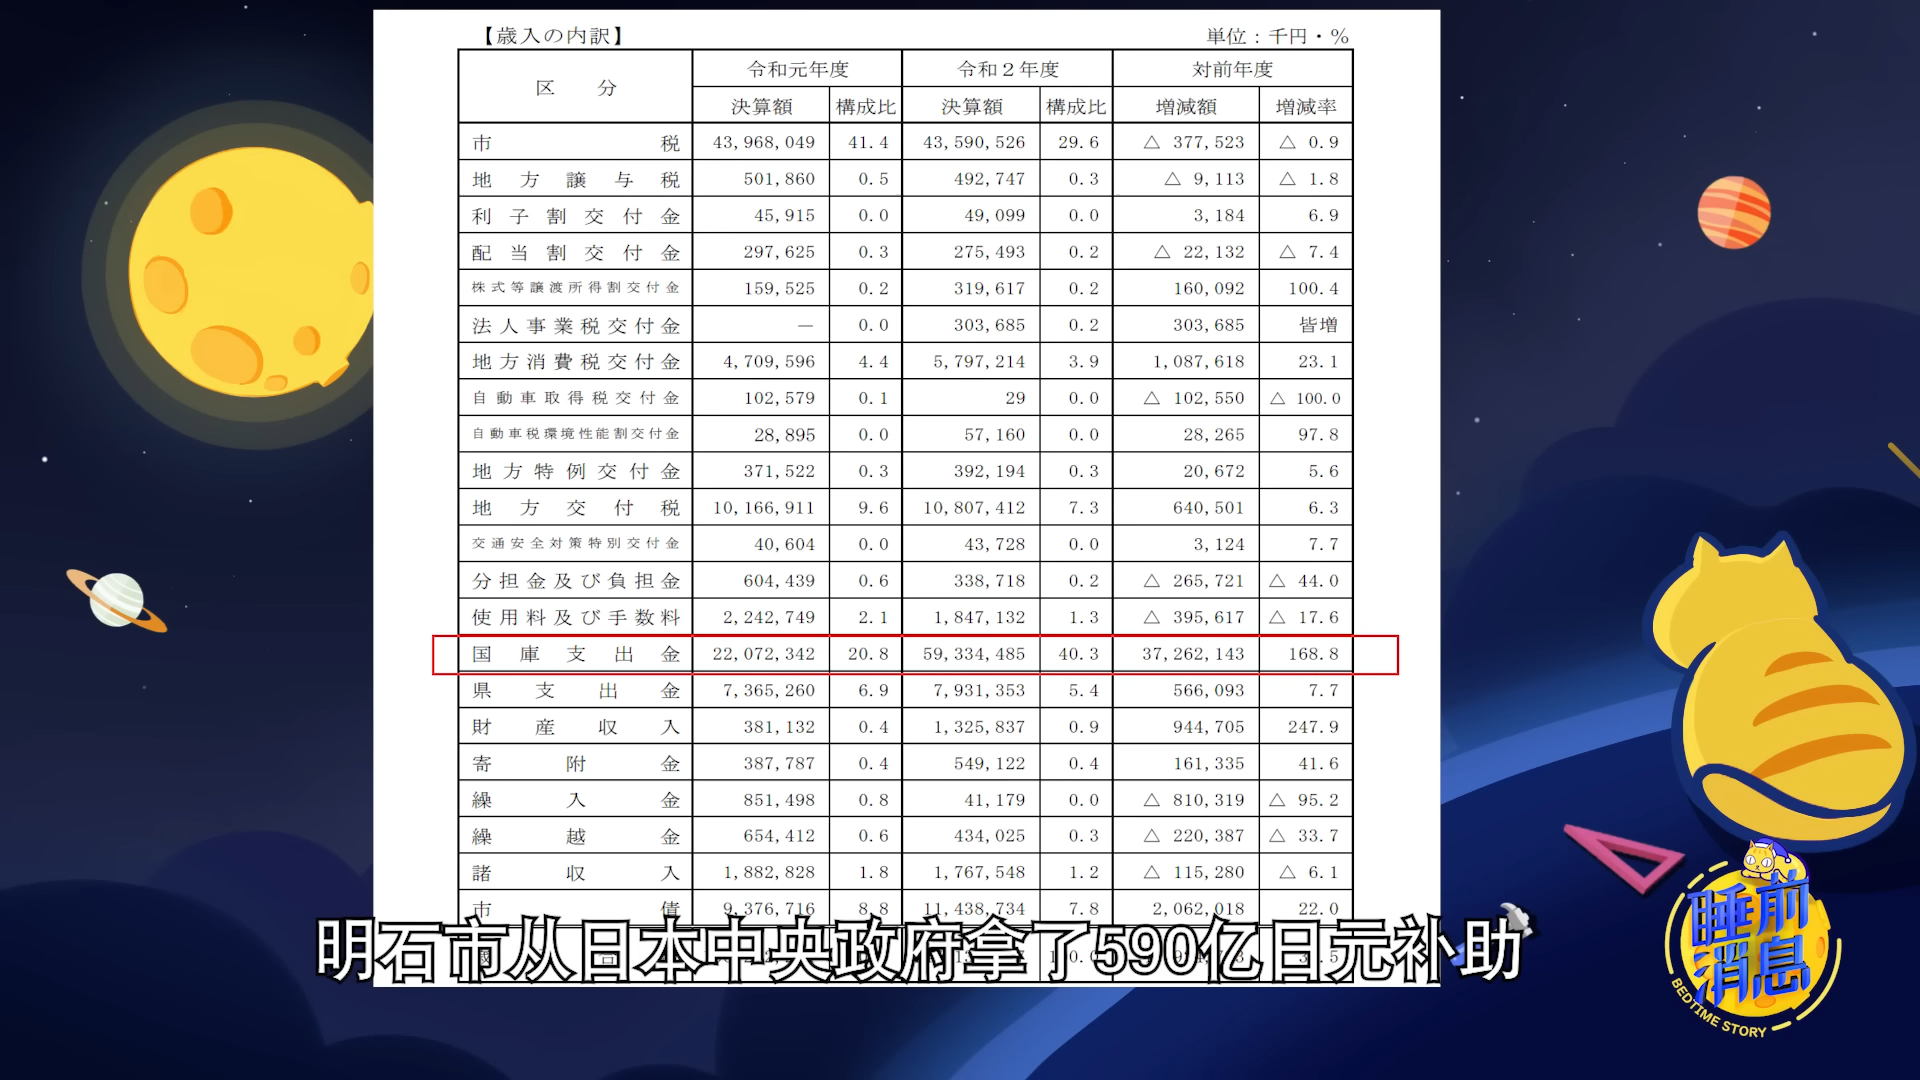 【歳入の内訳】 単位：千円・％
区 分 令和元年度 令和２年度 対前年度
決算額 構成比 決算額 構成比 増減額 増減率
市税 43,968,049 41.4 43,590,526 29.6 △ 377,523 △ 0.9
地方譲与税 501,860 0.5 492,747 0.3 △ 9,113 △ 1.8
利子割交付金 45,915 0.0 49,099 0.0 3,184 6.9
配当割交付金 297,625 0.3 275,493 0.2 △ 22,132 △ 7.4
株式等譲渡所得割交付金 159,525 0.2 319,617 0.2 160,092 100.4
法人事業税交付金 － 0.0 303,685 0.2 303,685 皆増
地方消費税交付金 4,709,596 4.4 5,797,214 3.9 1,087,618 23.1
自動車取得税交付金 102,579 0.1 29 0.0 △ 102,550 △ 100.0
自動車税環境性能割交付金 28,895 0.0 57,160 0.0 28,265 97.8
地方特例交付金 371,522 0.3 392,194 0.3 20,672 5.6
地方交付税 10,166,911 9.6 10,807,412 7.3 640,501 6.3
交通安全対策特別交付金 40,604 0.0 43,728 0.0 3,124 7.7
分担金及び負担金 604,439 0.6 338,718 0.2 △ 265,721 △ 44.0
使用料及び手数料 2,242,749 2.1 1,847,132 1.3 △ 395,617 △ 17.6
国庫支出金 22,072,342 20.8 59,334,485 40.3 37,262,143 168.8
県支出金 7,365,260 6.9 7,931,353 5.4 566,093 7.7
財産収入 381,132 0.4 1,325,837 0.9 944,705 247.9
寄附金 387,787 0.4 549,122 0.4 161,335 41.6
繰入金 851,498 0.8 41,179 0.0 △ 810,319 △ 95.2
繰越金 654,412 0.6 434,025 0.3 △ 220,387 △ 33.7
諸収入 1,882,828 1.8 1,767,548 1.2 △ 115,280 △ 6.1
市債 9,376,716 8.8 11,438,734 7.8 2,062,018 22.0
明石市从日本中央政府拿了590亿日元补助
睡前
消息
BEDTIME STORY